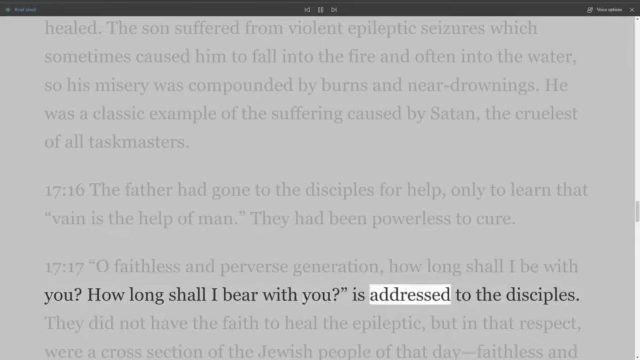 Read aloud
Voice options
healed. The son suffered from violent epileptic seizures which
sometimes caused him to fall into the fire and often into the water,
so his misery was compounded by burns and near-drownings. He
was a classic example of the suffering caused by Satan, the cruelest
of all taskmasters.
17:16 The father had gone to the disciples for help, only to learn that
“vain is the help of man.” They had been powerless to cure.
17:17 “O faithless and perverse generation, how long shall I be with
you? How long shall I bear with you?” is addressed to the disciples.
They did not have the faith to heal the epileptic, but in that respect,
were a cross section of the Jewish people of that day—faithless and